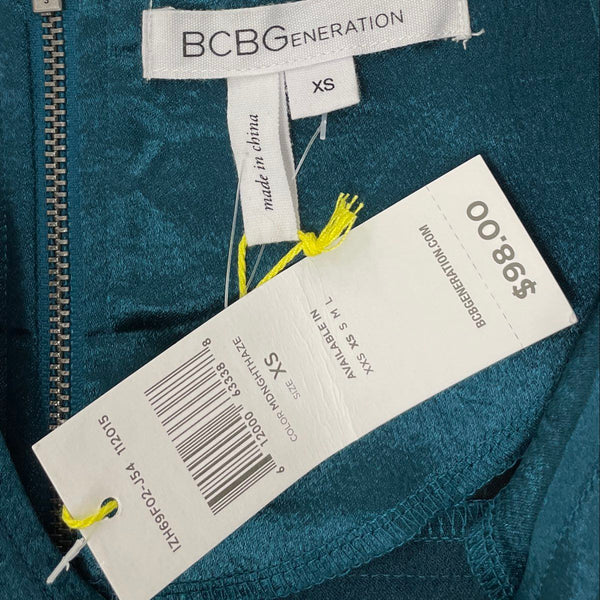 BCBGENERATION
XS
made in china
$98.00
BCBGENERATION.COM
AVAILABLE IN
XXS XS S M L
SIZE XS
COLOR MDNGHTHAZE
6 12000 63338 8
IZH69F02-J54 112015